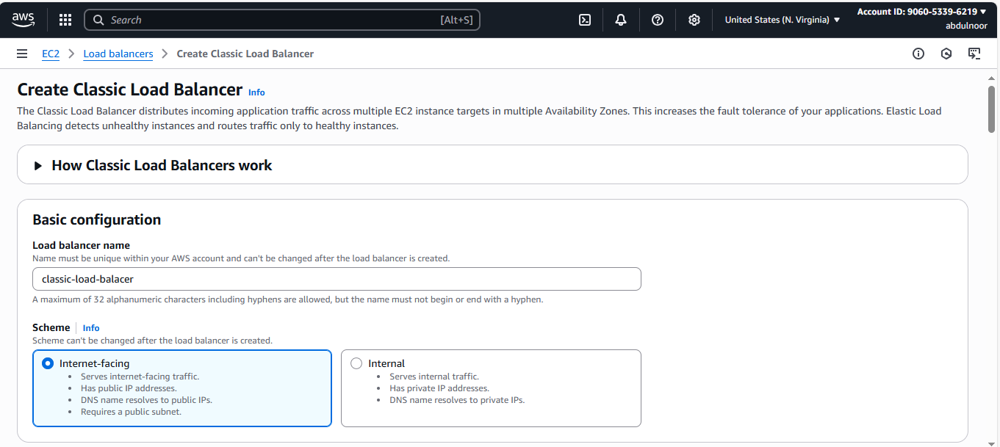 aws
Search [Alt+S]
United States (N. Virginia) ▼
Account ID: 9060-5339-6219 ▼
abdulnoor
EC2 > Load balancers > Create Classic Load Balancer
Create Classic Load Balancer Info
The Classic Load Balancer distributes incoming application traffic across multiple EC2 instance targets in multiple Availability Zones. This increases the fault tolerance of your applications. Elastic Load
Balancing detects unhealthy instances and routes traffic only to healthy instances.
How Classic Load Balancers work
Basic configuration
Load balancer name
Name must be unique within your AWS account and can't be changed after the load balancer is created.
classic-load-balacer
A maximum of 32 alphanumeric characters including hyphens are allowed, but the name must not begin or end with a hyphen.
Scheme Info
Scheme can't be changed after the load balancer is created.
Internet-facing
• Serves internet-facing traffic.
• Has public IP addresses.
• DNS name resolves to public IPs.
• Requires a public subnet.
Internal
• Serves internal traffic.
• Has private IP addresses.
• DNS name resolves to private IPs.